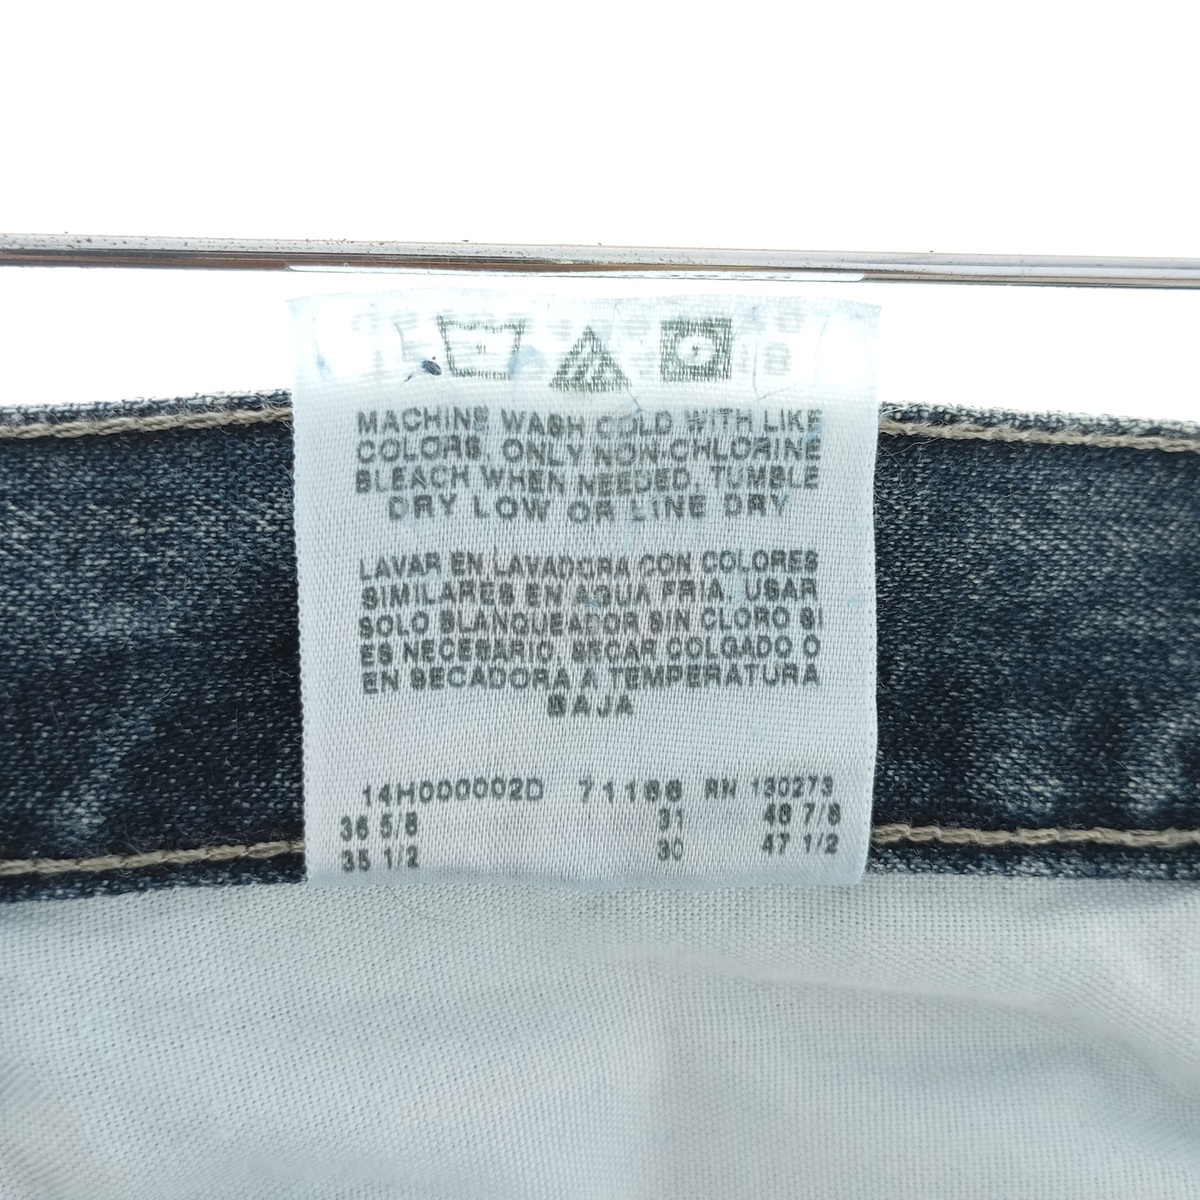 MACHINE WASH COLD WITH LIKE
COLORS. ONLY NON-CHLORINE
BLEACH WHEN NEEDED. TUMBLE
DRY LOW OR LINE DRY
LAVAR EN LAVADORA CON COLORES
SIMILARES EN AGUA FRIA. USAR
SOLO BLANQUEADOR SIN CLORO SI
ES NECESARIO. SECAR COLGADO O
EN SECADORA A TEMPERATURA
BAJA
14H000002D 71166 RN 130273
36 5/8 31 46 7/8
35 1/2 30 47 1/2